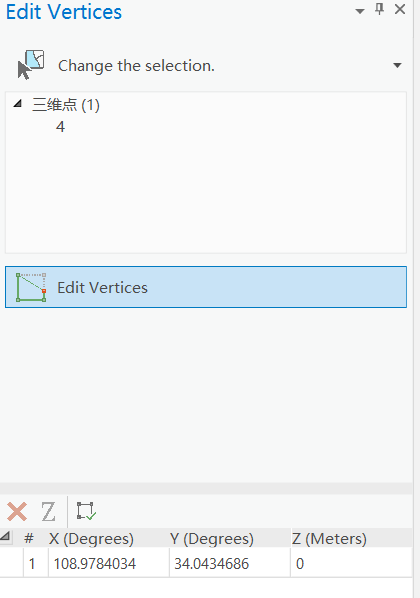 Edit Vertices
Change the selection.
三维点 (1)
4
Edit Vertices
# X (Degrees) Y (Degrees) Z (Meters)
1 108.9784034 34.0434686 0